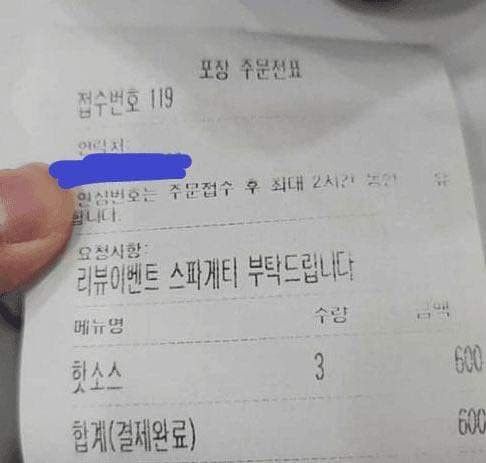 포장 주문전표
접수번호 119
연락처:
안심번호는 주문접수 후 최대 2시간 동안 유
합니다.
요청사항:
리뷰이벤트 스파게티 부탁드립니다
메뉴명 수량 금액
핫소스 3 600
합계(결제완료) 600